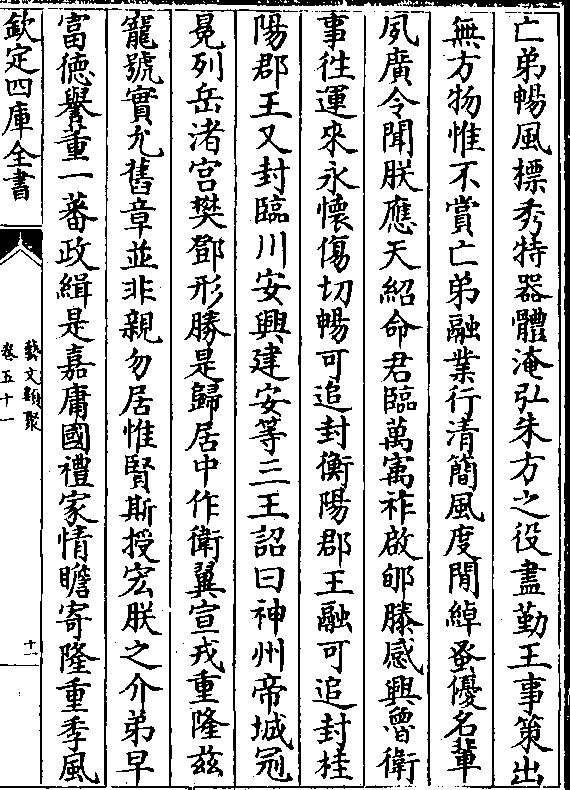 亡弟暢風標秀特器體淹弘朱方之役盡勤王事策出
無方物惟不賞亡弟融業行清簡風度閒綽蚤優名輩
夙廣令聞朕應天紹命君臨萬寓祚啟郇滕感興魯衛
事徃運來永懷傷切暢可追封衡陽郡王融可追封桂
陽郡王又封臨川安興建安等三王詔曰神州帝城冠
冕列岳渚宮樊鄧形勝是歸居中作衛翼宣戎重隆兹
寵號實允舊章並非親勿居惟賢斯授宏朕之介弟早
富德譽董一蕃政緝是嘉庸國禮家情瞻寄隆重季風
欽定四庫全書
藝文類聚
卷五十一
十一